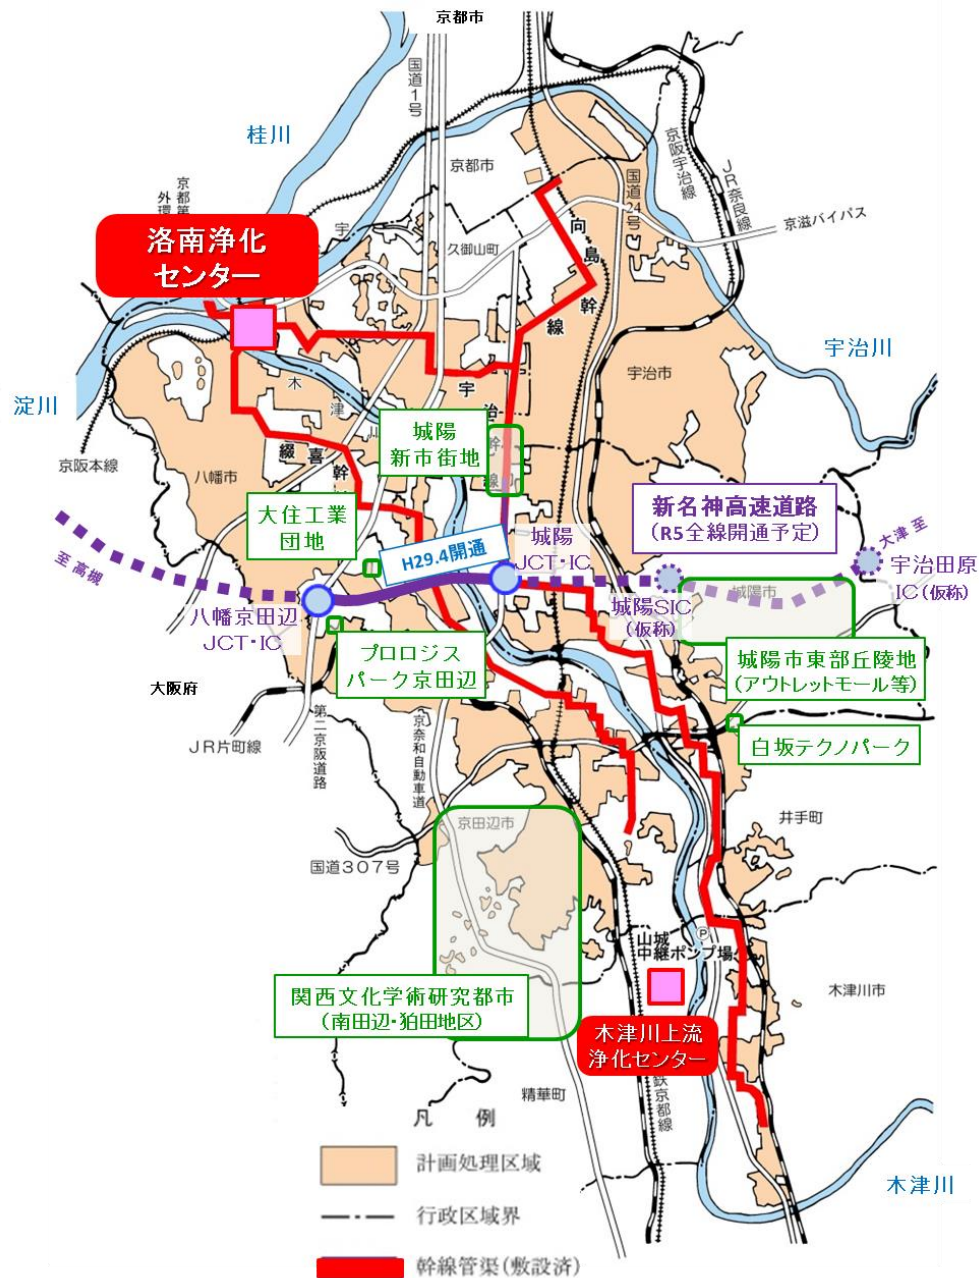 京都市
国道1号
桂川
京都市
京阪宇治線
JR奈良線
国道24号
京都第
外環
宇
久御山町
向島幹線
京滋バイパス
洛南浄化
センター
宇治川
淀川
木津
宇治幹線
宇治市
京阪本線
八幡市
綴喜幹
城陽
新市街地
大住工業
団地
新名神高速道路
(R5全線開通予定)
大津至
至高槻
H29.4開通
城陽
JCT・IC
宇治田原
IC(仮称)
城陽市
城陽SIC
(仮称)
八幡京田辺
JCT・IC
プロロジス
パーク京田辺
城陽市東部丘陵地
(アウトレットモール等)
大阪府
白坂テクノパーク
JR片町線
第二京阪道路
京奈和自動車道
井手町
京田辺市
国道307号
P
山城
中継ポンプ場
関西文化学術研究都市
(南田辺・狛田地区)
木津川市
木津川上流
浄化センター
精華町
鉄京都線
木津川
凡 例
計画処理区域
行政区域界
幹線管渠(敷設済)